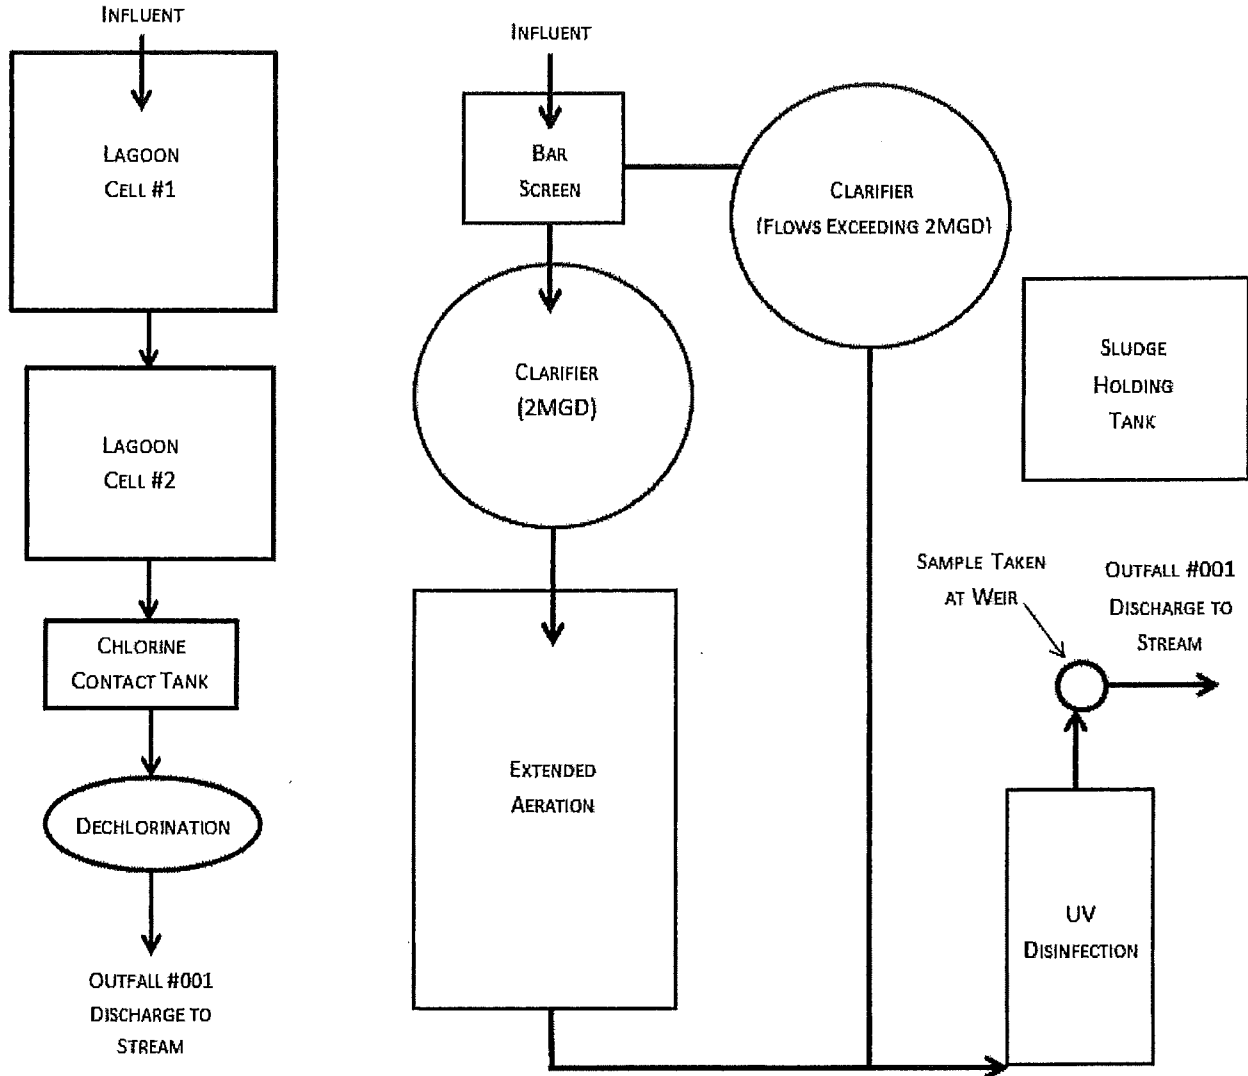 INFLUENT
LAGOON
CELL #1
LAGOON
CELL #2
CHLORINE
CONTACT TANK
DECHLORINATION
OUTFALL #001
DISCHARGE TO
STREAM
INFLUENT
BAR
SCREEN
CLARIFIER
(FLOWS EXCEEDING 2MGD)
CLARIFIER
(2MGD)
EXTENDED
AERATION
SLUDGE
HOLDING
TANK
SAMPLE TAKEN
AT WEIR
OUTFALL #001
DISCHARGE TO
STREAM
UV
DISINFECTION